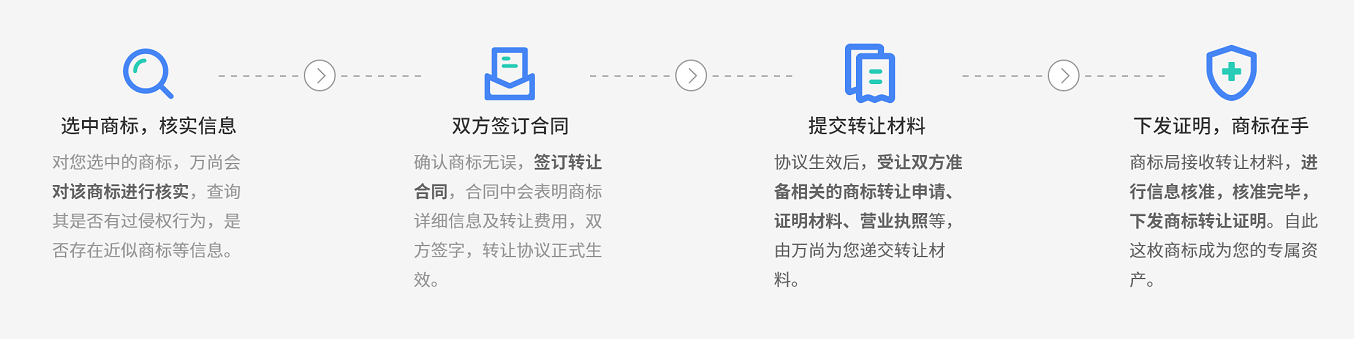 选中商标，核实信息
对您选中的商标，万尚会
对该商标进行核实，查询
其是否有过侵权行为，是
否存在近似商标等信息。
双方签订合同
确认商标无误，签订转让
合同，合同中会表明商标
详细信息及转让费用，双
方签字，转让协议正式生
效。
提交转让材料
协议生效后，受让双方准
备相关的商标转让申请、
证明材料、营业执照等，
由万尚为您递交转让材
料。
下发证明，商标在手
商标局接收转让材料，进
行信息核准，核准完毕，
下发商标转让证明。自此
这枚商标成为您的专属资
产。